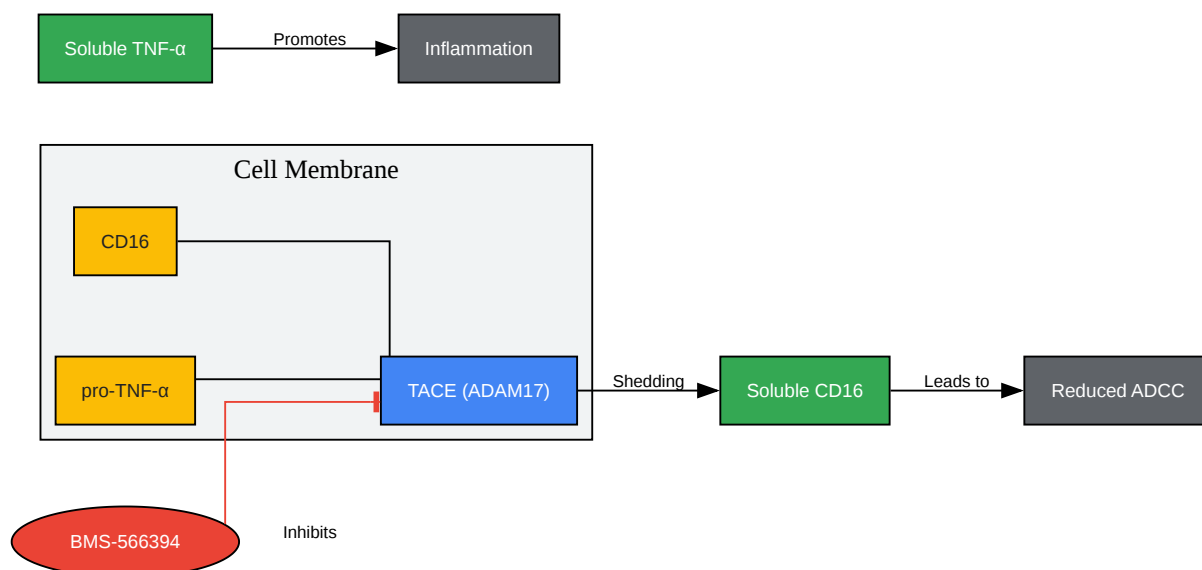 Soluble TNF-α
Promotes
Inflammation
Cell Membrane
CD16
pro-TNF-α
TACE (ADAM17)
Shedding
Soluble CD16
Leads to
Reduced ADCC
BMS-566394
Inhibits